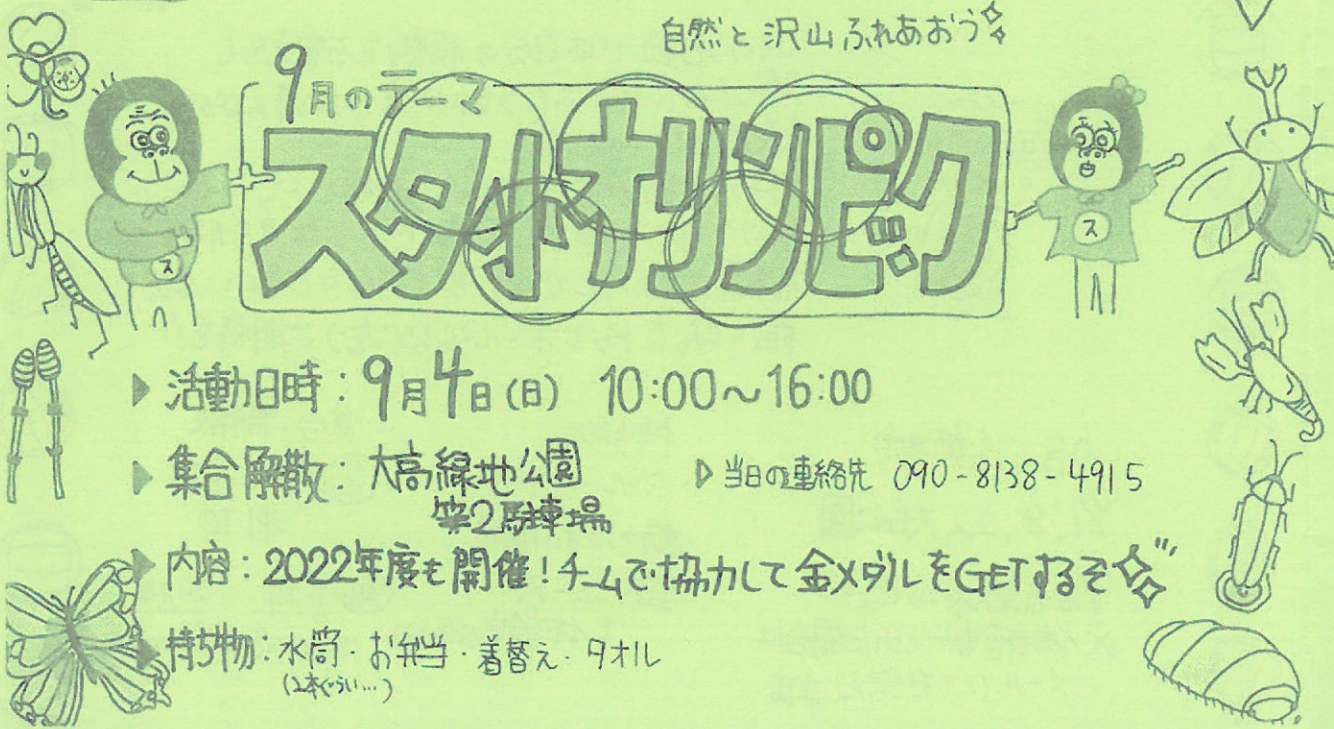 自然と沢山ふれあおう
9月のテーマ
スタォオリンピック
ス
ス
▶活動日時:9月4日(日) 10:00~16:00
▶集合解散:大高緑地公園
第2駐車場
▷当日の連絡先 090-8138-4915
▶内容:2022年度も開催!チームで協力して金メダルをGETするぞ
▶持ち物:水筒・お弁当・着替え・タオル
(2本ぐらい…)